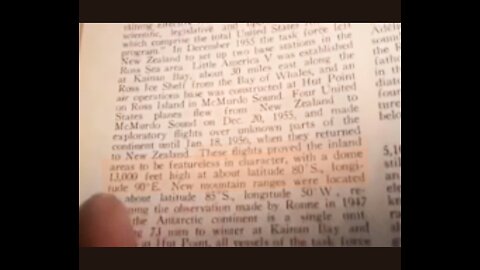 scientific, legislative and
which comprise the total United States
program." In December 1955 the task force left
New Zealand to set up two base stations in the
Ross Sea area. Little America V was established
at Kainan Bay, about 30 miles east along the
Ross Ice Shelf from the Bay of Whales, and an
air operations base was constructed at Hut Point
on Ross Island in McMurdo Sound. Four United
States planes flew from New Zealand to
McMurdo Sound on Dec. 20, 1955, and made
exploratory flights over unknown parts of the
continent until Jan. 18, 1956, when they returned
to New Zealand. These flights proved the inland
areas to be featureless in character, with a dome
13,000 feet high at about latitude 80°S., longi-
tude 90°E. New mountain ranges were located
about latitude 85°S., longitude 50 W., re-
the observation made by Ronne in 1947
the Antarctic continent is a single unit
73 men to winter at Kainan Bay and
at Hut Point, all vessels of the task force